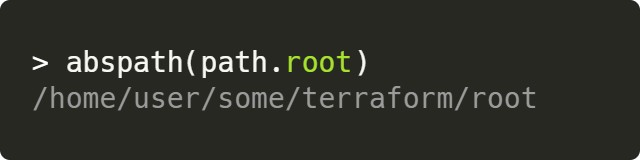 > abspath(path.root)
/home/user/some/terraform/root